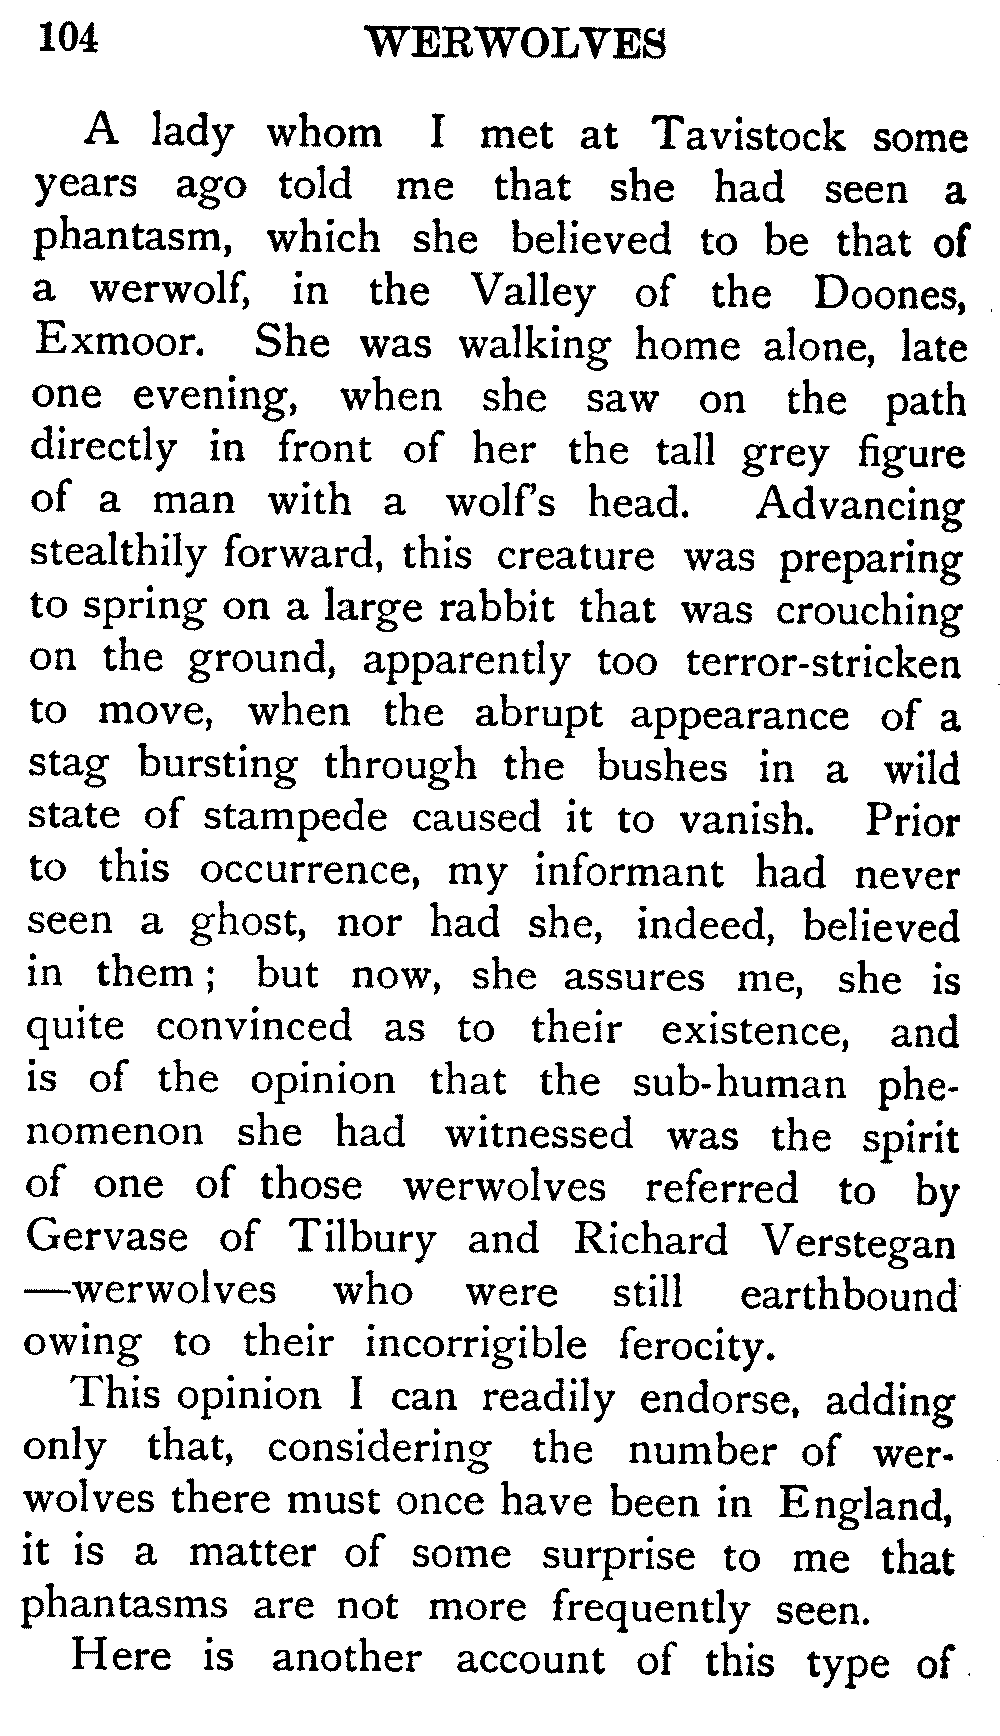 104 WERWOLVES
A lady whom I met at Tavistock some
years ago told me that she had seen a
phantasm, which she believed to be that of
a werwolf, in the Valley of the Doones,
Exmoor. She was walking home alone, late
one evening, when she saw on the path
directly in front of her the tall grey figure
of a man with a wolf's head. Advancing
stealthily forward, this creature was preparing
to spring on a large rabbit that was crouching
on the ground, apparently too terror-stricken
to move, when the abrupt appearance of a
stag bursting through the bushes in a wild
state of stampede caused it to vanish. Prior
to this occurrence, my informant had never
seen a ghost, nor had she, indeed, believed
in them; but now, she assures me, she is
quite convinced as to their existence, and
is of the opinion that the sub-human phe-
nomenon she had witnessed was the spirit
of one of those werwolves referred to by
Gervase of Tilbury and Richard Verstegan
—werwolves who were still earthbound
owing to their incorrigible ferocity.
This opinion I can readily endorse, adding
only that, considering the number of wer-
wolves there must once have been in England,
it is a matter of some surprise to me that
phantasms are not more frequently seen.
Here is another account of this type of